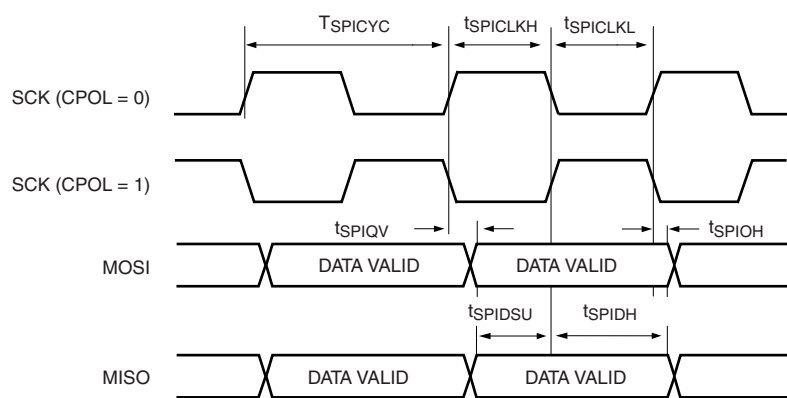 TSPICYC tSPICLKH tSPICLKL
SCK (CPOL = 0)
SCK (CPOL = 1)
tSPIQV tSPIOH
MOSI DATA VALID DATA VALID
tSPIDSU tSPIDH
MISO DATA VALID DATA VALID